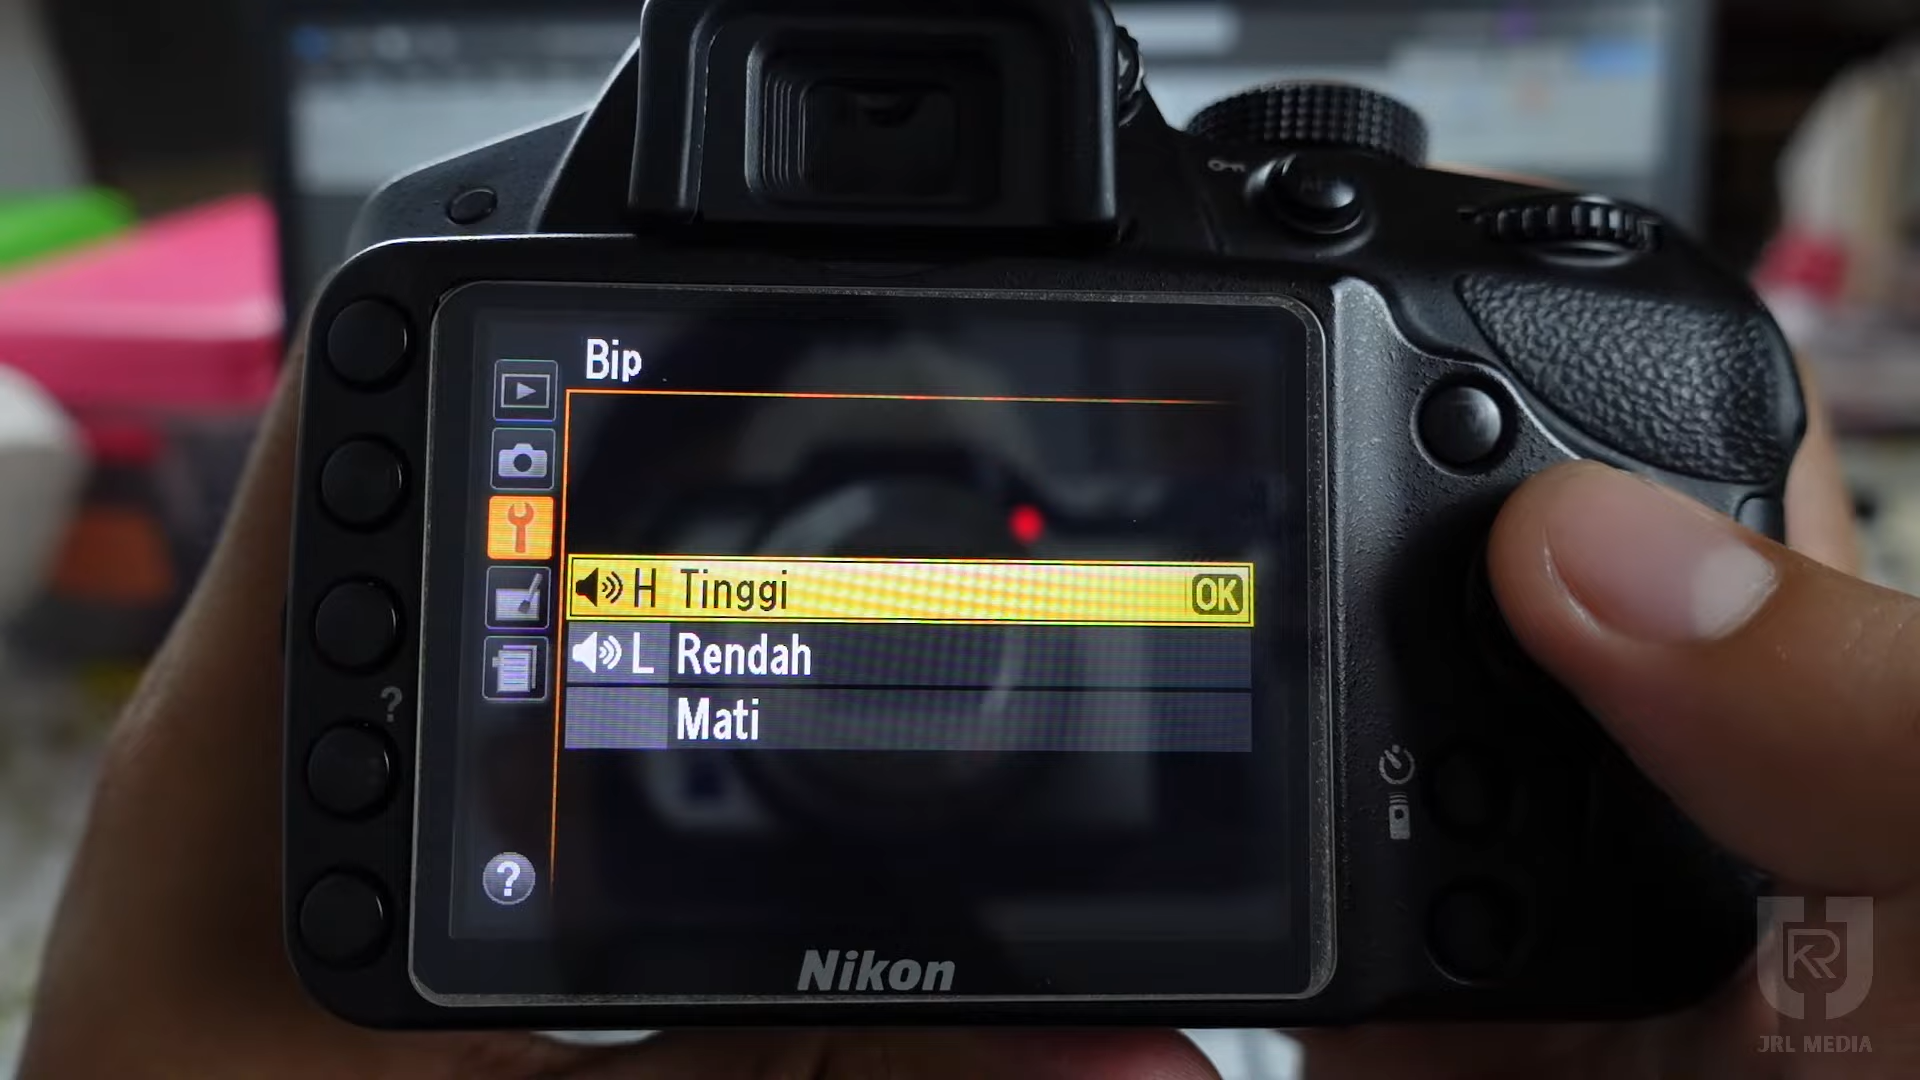 Bip
H Tinggi OK
L Rendah
Mati
?
?
Nikon
JRL MEDIA